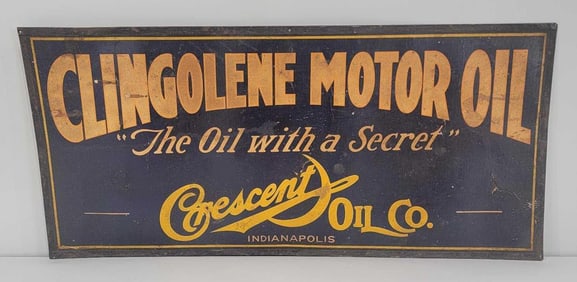 CLINGOLENE MOTOR OIL
"The Oil with a Secret"
Crescent OIL CO.
INDIANAPOLIS